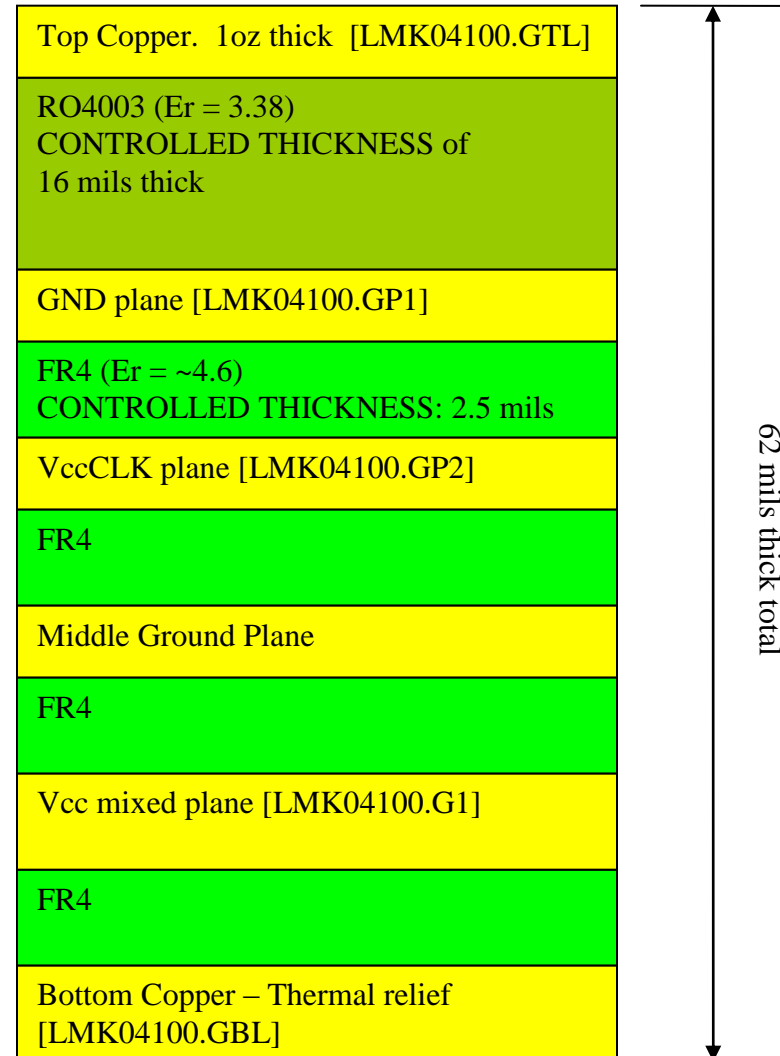 Top Copper.  1oz thick  [LMK04100.GTL]
RO4003 (Er = 3.38)
CONTROLLED THICKNESS of
16 mils thick
GND plane [LMK04100.GP1]
FR4 (Er = ~4.6)
CONTROLLED THICKNESS: 2.5 mils
VccCLK plane [LMK04100.GP2]
FR4
Middle Ground Plane
FR4
Vcc mixed plane [LMK04100.G1]
FR4
Bottom Copper – Thermal relief
[LMK04100.GBL]
62 mils thick total